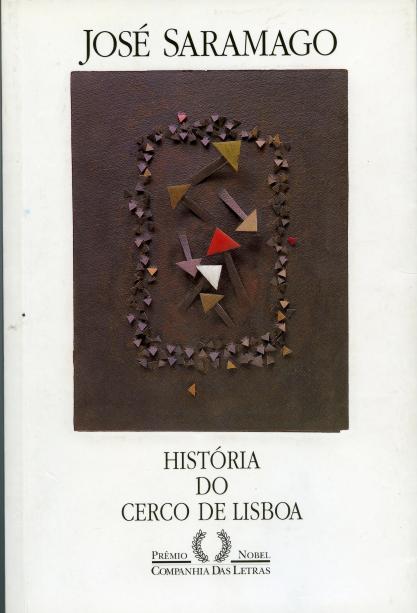 JOSÉ SARAMAGO
HISTÓRIA
DO
CERCO DE LISBOA
PRÊMIO NOBEL
COMPANHIA DAS LETRAS